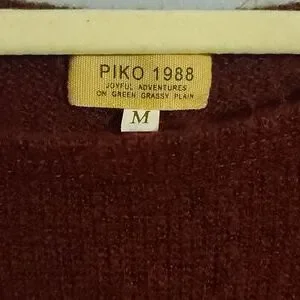 PIKO 1988
JOYFUL ADVENTURES
ON GREEN GRASSY PLAIN
M